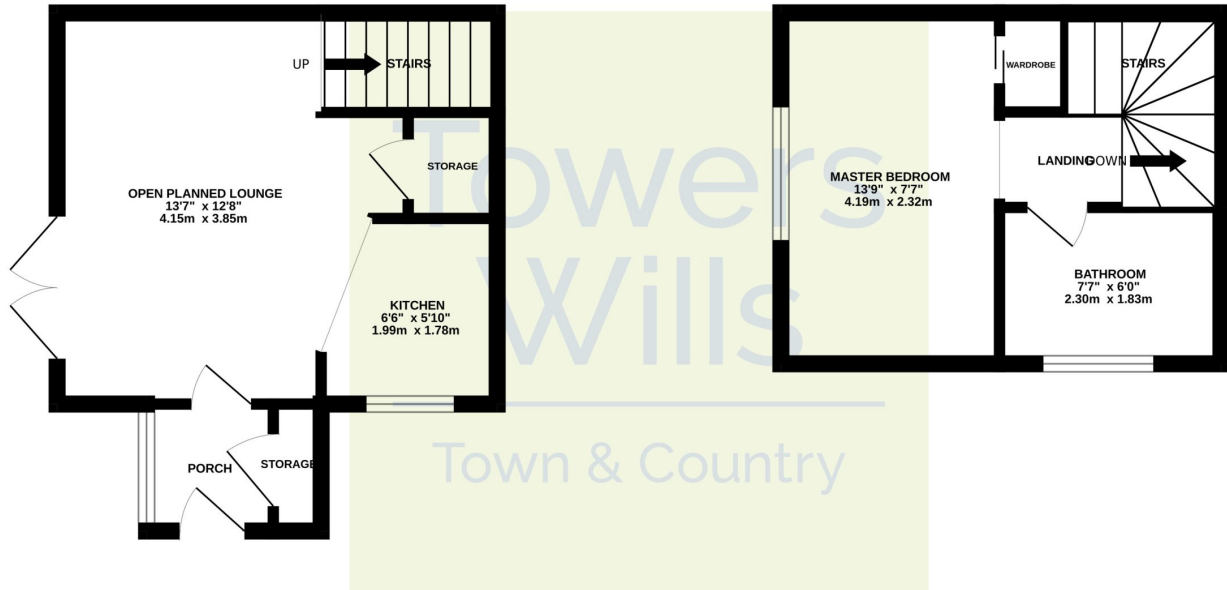 UP
STAIRS
STORAGE
OPEN PLANNED LOUNGE
13'7" x 12'8"
4.15m x 3.85m
KITCHEN
6'6" x 5'10"
1.99m x 1.78m
PORCH
STORAGE
WARDROBE
STAIRS
LANDING
DOWN
MASTER BEDROOM
13'9" x 7'7"
4.19m x 2.32m
BATHROOM
7'7" x 6'0"
2.30m x 1.83m
Towers
Wills
Town & Country